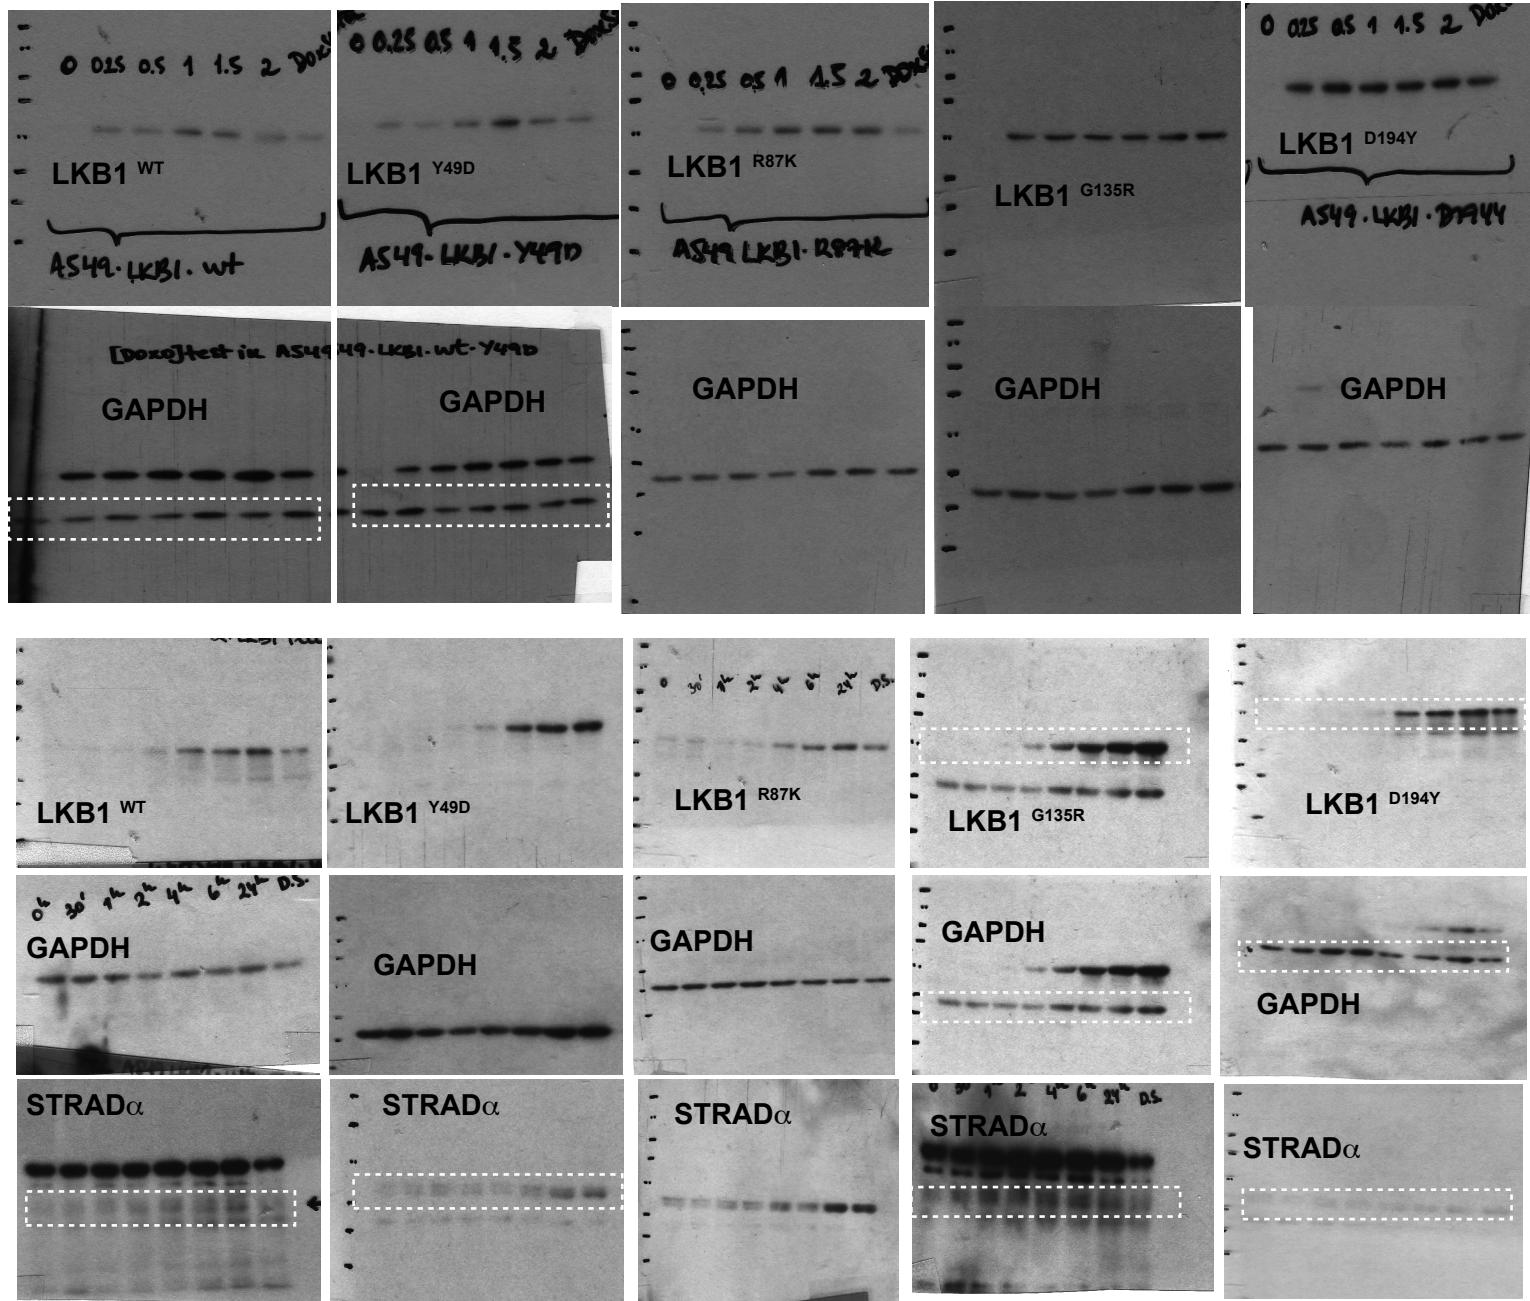 0 0.25 0.5 1 1.5 2
LKB1 WT
A549·LKB1·wt
0 0.25 0.5 1 1.5 2
LKB1 Y49D
A549·LKB1·Y49D
0 0.25 0.5 1 1.5 2
LKB1 R87K
A549 LKB1·R87K
LKB1 G135R
0 0.25 0.5 1 1.5 2
LKB1 D194Y
A549·LKB1·D194Y
[Doxo]test in A549
GAPDH
49·LKB1·wt·Y49D
GAPDH
GAPDH
GAPDH
GAPDH
LKB1 WT
LKB1 Y49D
0 30' 1h 2h 4h 6h 24h D.S.
LKB1 R87K
LKB1 G135R
LKB1 D194Y
0h 30' 1h 2h 4h 6h 24h D.S.
GAPDH
GAPDH
GAPDH
GAPDH
GAPDH
STRADα
STRADα
STRADα
2 4h 6h 24h D.S.
STRADα
STRADα